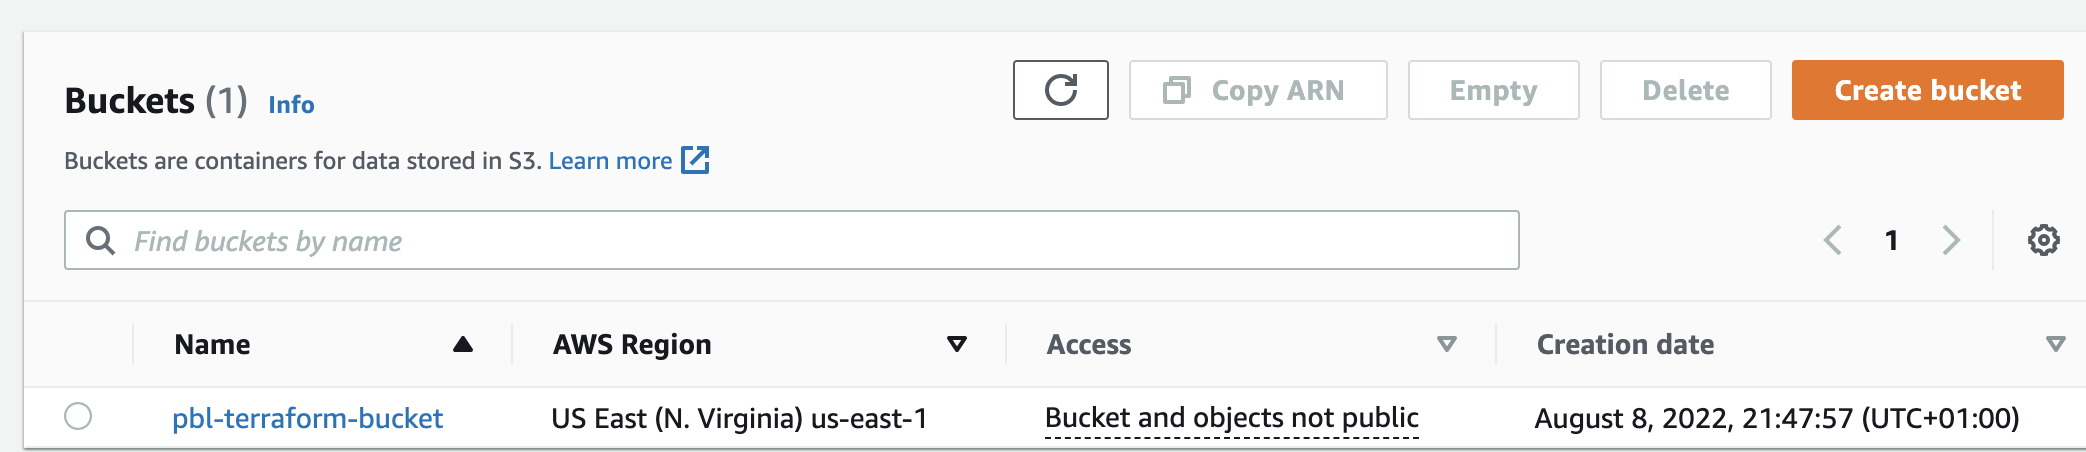 Buckets (1) Info
Copy ARN
Empty
Delete
Create bucket
Buckets are containers for data stored in S3. Learn more
Find buckets by name
1
Name AWS Region Access Creation date
pbl-terraform-bucket US East (N. Virginia) us-east-1 Bucket and objects not public August 8, 2022, 21:47:57 (UTC+01:00)